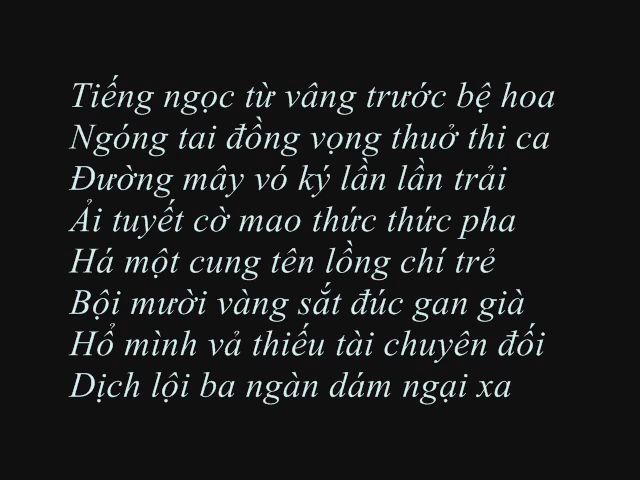 Tiếng ngọc từ vâng trước bệ hoa
Ngóng tai đồng vọng thuở thi ca
Đường mây vó ký lần lần trải
Ải tuyết cờ mao thức thức pha
Há một cung tên lồng chí trẻ
Bội mười vàng sắt đúc gan già
Hổ mình vả thiếu tài chuyên đối
Dịch lội ba ngàn dám ngại xa